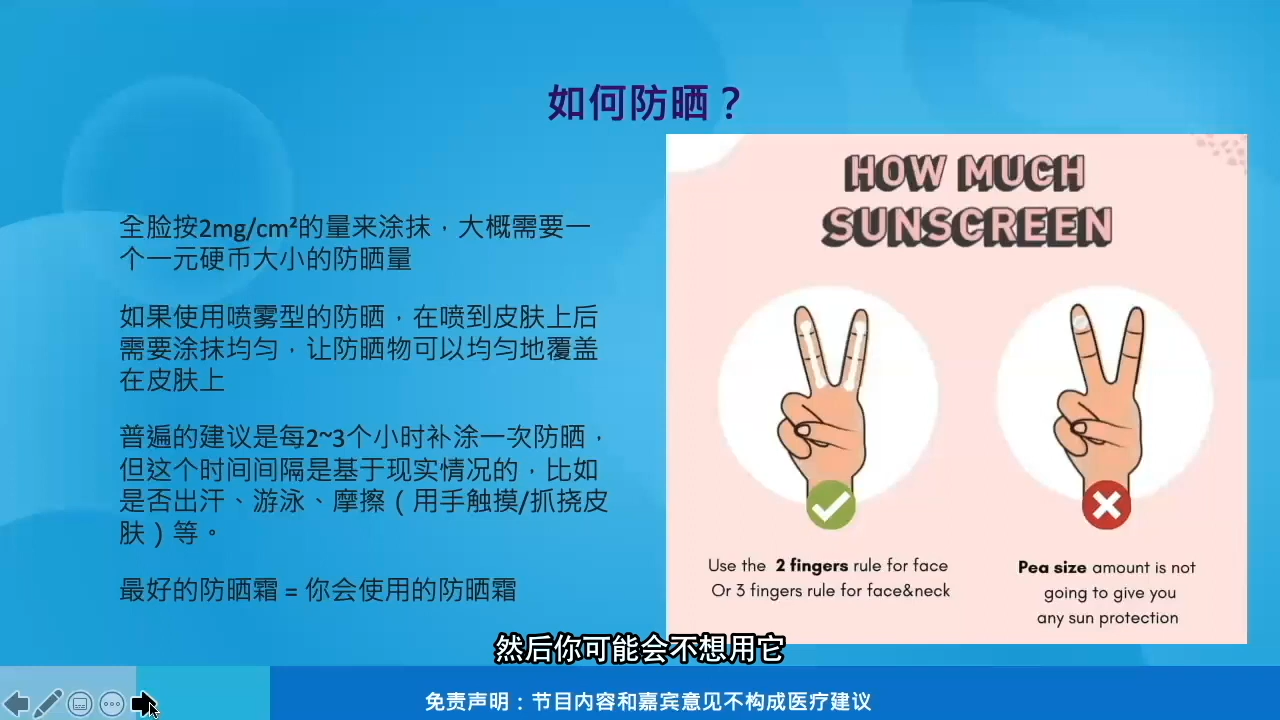 如何防晒？
全脸按2mg/cm²的量来涂抹，大概需要一
个一元硬币大小的防晒量
如果使用喷雾型的防晒，在喷到皮肤上后
需要涂抹均匀，让防晒物可以均匀地覆盖
在皮肤上
普遍的建议是每2~3个小时补涂一次防晒，
但这个时间间隔是基于现实情况的，比如
是否出汗、游泳、摩擦（用手触摸/抓挠皮
肤）等。
最好的防晒霜 = 你会使用的防晒霜
HOW MUCH
SUNSCREEN
Use the 2 fingers rule for face
Or 3 fingers rule for face&neck
Pea size amount is not
going to give you
any sun protection
然后你可能会不想用它
免责声明：节目内容和嘉宾意见不构成医疗建议